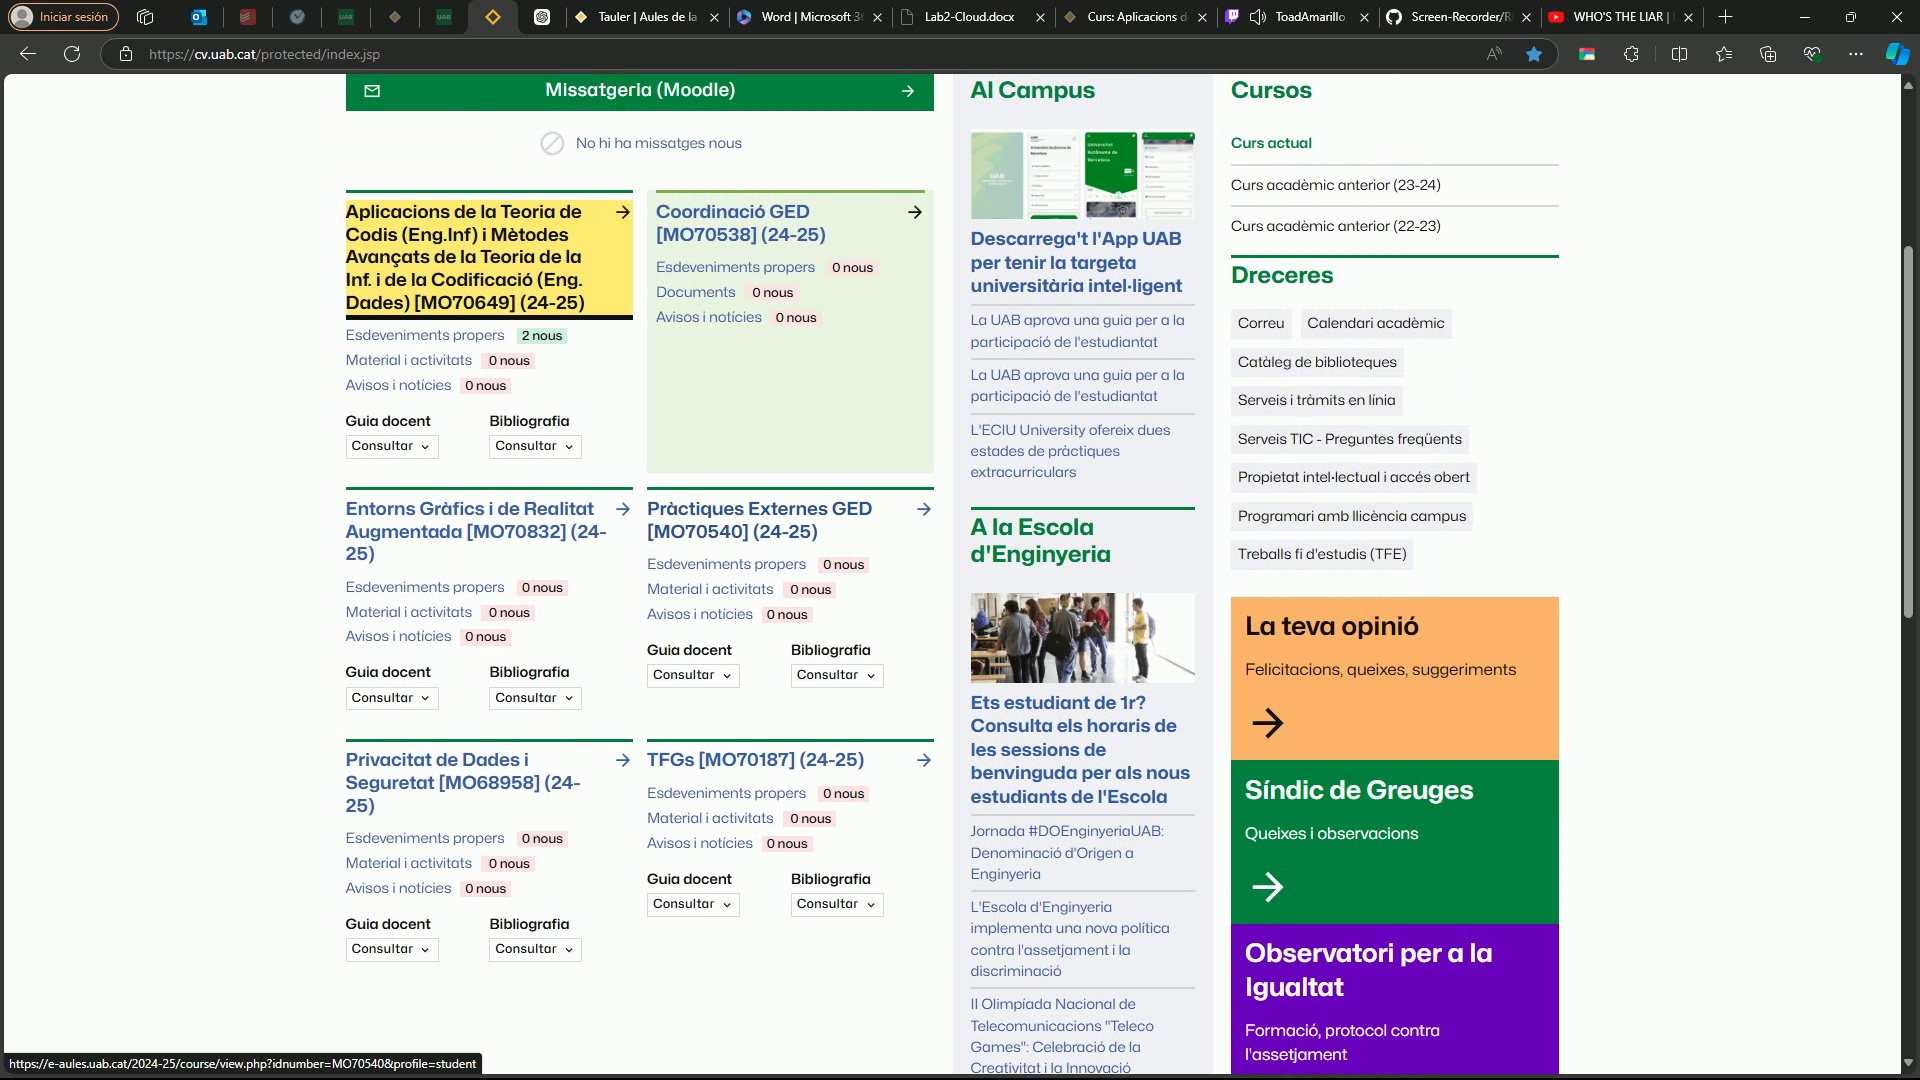 Iniciar sesión
Tauler | Aules de la
Word | Microsoft 3
Lab2-Cloud.docx
Curs: Aplicacions d
ToadAmarillo
Screen-Recorder/R
WHO'S THE LIAR |
https://cv.uab.cat/protected/index.jsp
Missatgeria (Moodle)
No hi ha missatges nous
Aplicacions de la Teoria de
Codis (Eng.Inf) i Mètodes
Avançats de la Teoria de la
Inf. i de la Codificació (Eng.
Dades) [MO70649] (24-25)
Esdeveniments propers 2 nous
Material i activitats 0 nous
Avisos i notícies 0 nous
Guia docent
Consultar
Bibliografia
Consultar
Coordinació GED
[MO70538] (24-25)
Esdeveniments propers 0 nous
Documents 0 nous
Avisos i notícies 0 nous
Entorns Gràfics i de Realitat
Augmentada [MO70832] (24-
25)
Esdeveniments propers 0 nous
Material i activitats 0 nous
Avisos i notícies 0 nous
Guia docent
Consultar
Bibliografia
Consultar
Pràctiques Externes GED
[MO70540] (24-25)
Esdeveniments propers 0 nous
Material i activitats 0 nous
Avisos i notícies 0 nous
Guia docent
Consultar
Bibliografia
Consultar
Privacitat de Dades i
Seguretat [MO68958] (24-
25)
Esdeveniments propers 0 nous
Material i activitats 0 nous
Avisos i notícies 0 nous
Guia docent
Consultar
Bibliografia
Consultar
TFGs [MO70187] (24-25)
Esdeveniments propers 0 nous
Material i activitats 0 nous
Avisos i notícies 0 nous
Guia docent
Consultar
Bibliografia
Consultar
Al Campus
Descarrega't l'App UAB
per tenir la targeta
universitària intel·ligent
La UAB aprova una guia per a la
participació de l'estudiantat
La UAB aprova una guia per a la
participació de l'estudiantat
L'ECIU University ofereix dues
estades de pràctiques
extracurriculars
A la Escola
d'Enginyeria
Ets estudiant de 1r?
Consulta els horaris de
les sessions de
benvinguda per als nous
estudiants de l'Escola
Jornada #DOEnginyeriaUAB:
Denominació d'Origen a
Enginyeria
L'Escola d'Enginyeria
implementa una nova política
contra l'assetjament i la
discriminació
II Olimpíada Nacional de
Telecomunicacions "Teleco
Games": Celebració de la
Creativitat i la Innovació
Cursos
Curs actual
Curs acadèmic anterior (23-24)
Curs acadèmic anterior (22-23)
Dreceres
Correu
Calendari acadèmic
Catàleg de biblioteques
Serveis i tràmits en línia
Serveis TIC - Preguntes freqüents
Propietat intel·lectual i accés obert
Programari amb llicència campus
Treballs fi d'estudis (TFE)
La teva opinió
Felicitacions, queixes, suggeriments
Síndic de Greuges
Queixes i observacions
Observatori per a la
Igualtat
Formació, protocol contra
l'assetjament
https://e-aules.uab.cat/2024-25/course/view.php?idnumber=MO70540&profile=student